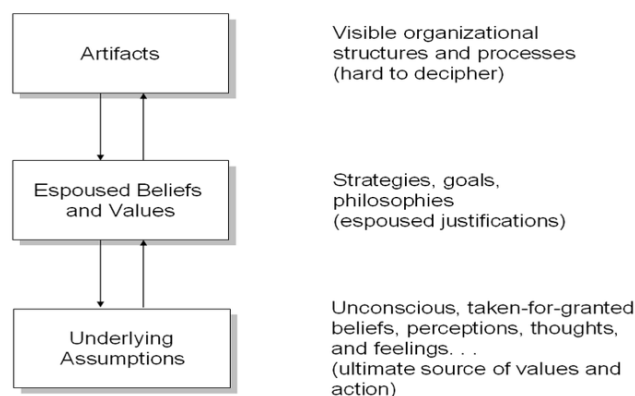 Artifacts
Visible organizational
structures and processes
(hard to decipher)
Espoused Beliefs
and Values
Strategies, goals,
philosophies
(espoused justifications)
Underlying
Assumptions
Unconscious, taken-for-granted
beliefs, perceptions, thoughts,
and feelings. . .
(ultimate source of values and
action)